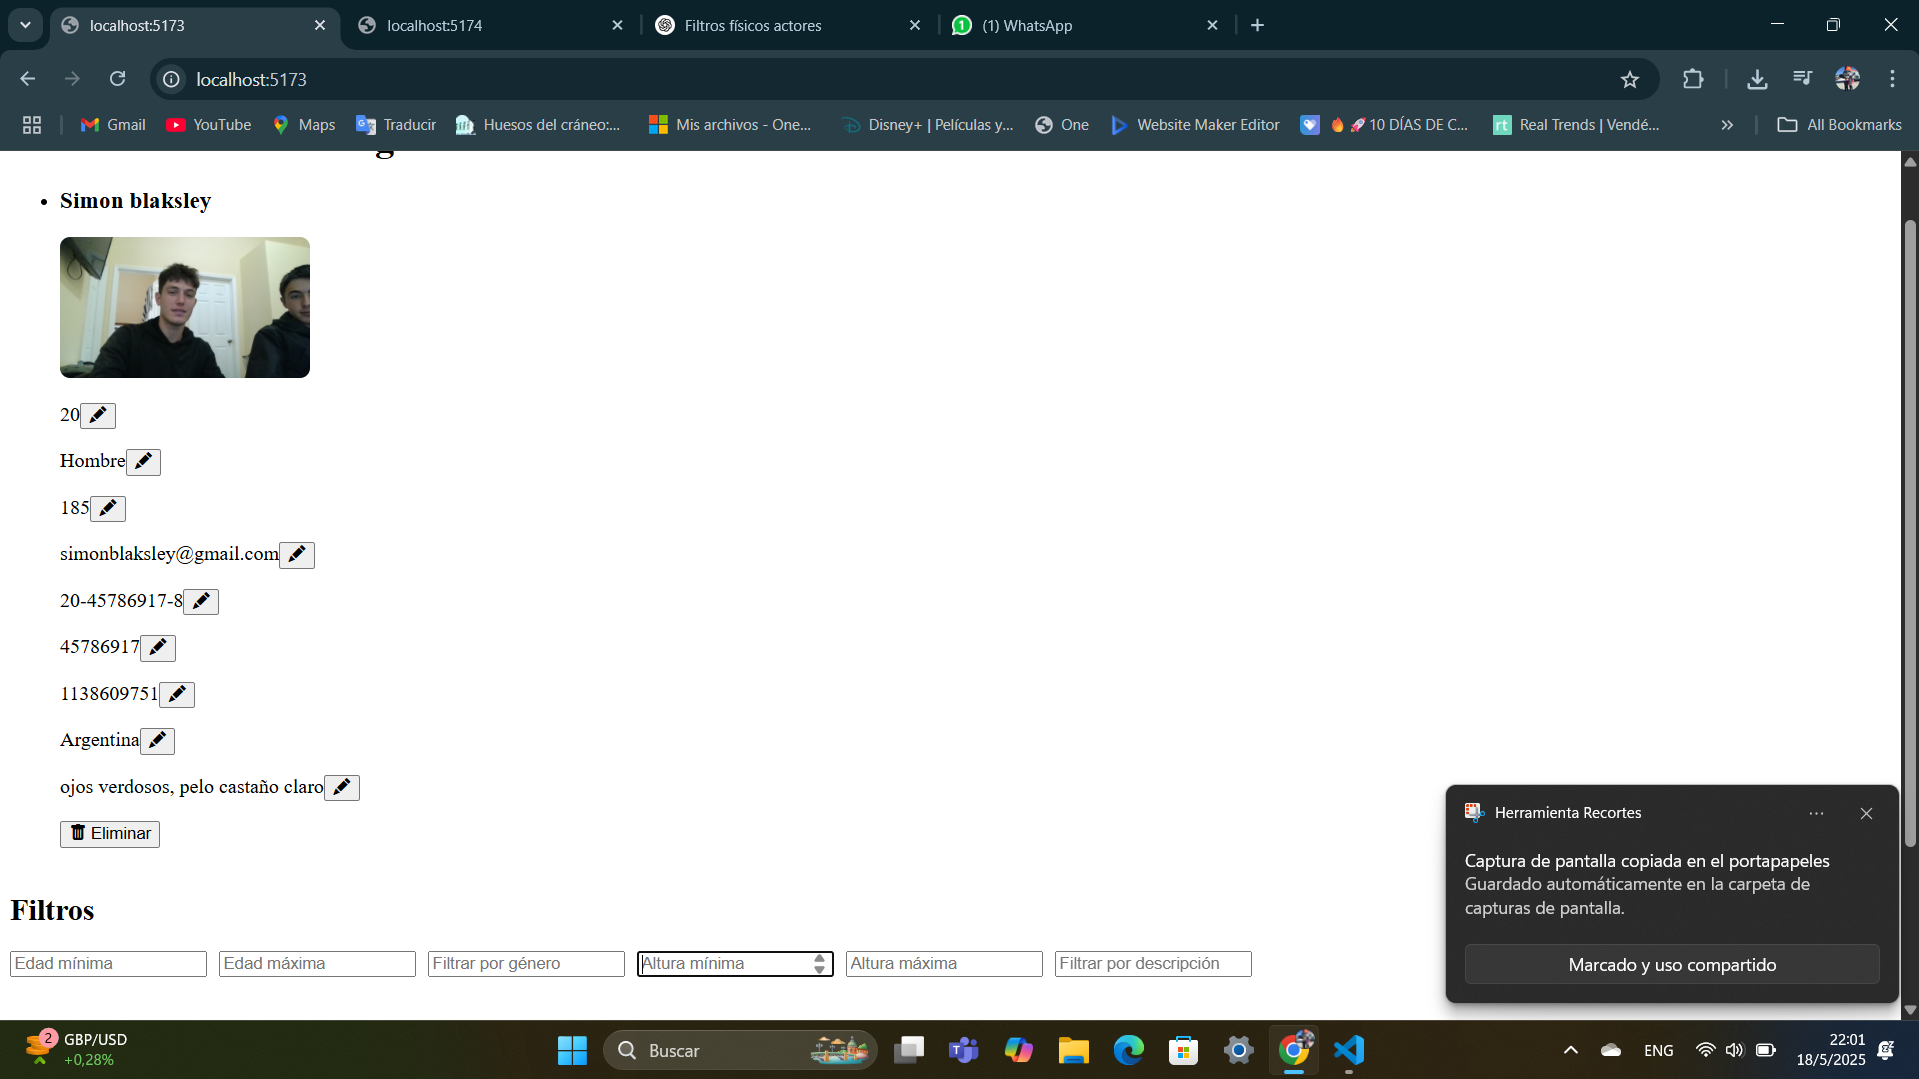 localhost:5173
localhost:5174
Filtros físicos actores
(1) WhatsApp
localhost:5173
Gmail
YouTube
Maps
Traducir
Huesos del cráneo:...
Mis archivos - One...
Disney+ | Películas y...
One
Website Maker Editor
🔥 🚀 10 DÍAS DE C...
Real Trends | Vendé...
All Bookmarks
Simon blaksley
20
Hombre
185
simonblaksley@gmail.com
20-45786917-8
45786917
1138609751
Argentina
ojos verdosos, pelo castaño claro
Eliminar
Filtros
Edad mínima
Edad máxima
Filtrar por género
Altura mínima
Altura máxima
Filtrar por descripción
Herramienta Recortes
Captura de pantalla copiada en el portapapeles
Guardado automáticamente en la carpeta de
capturas de pantalla.
Marcado y uso compartido
2
GBP/USD
+0,28%
Buscar
ENG
22:01
18/5/2025